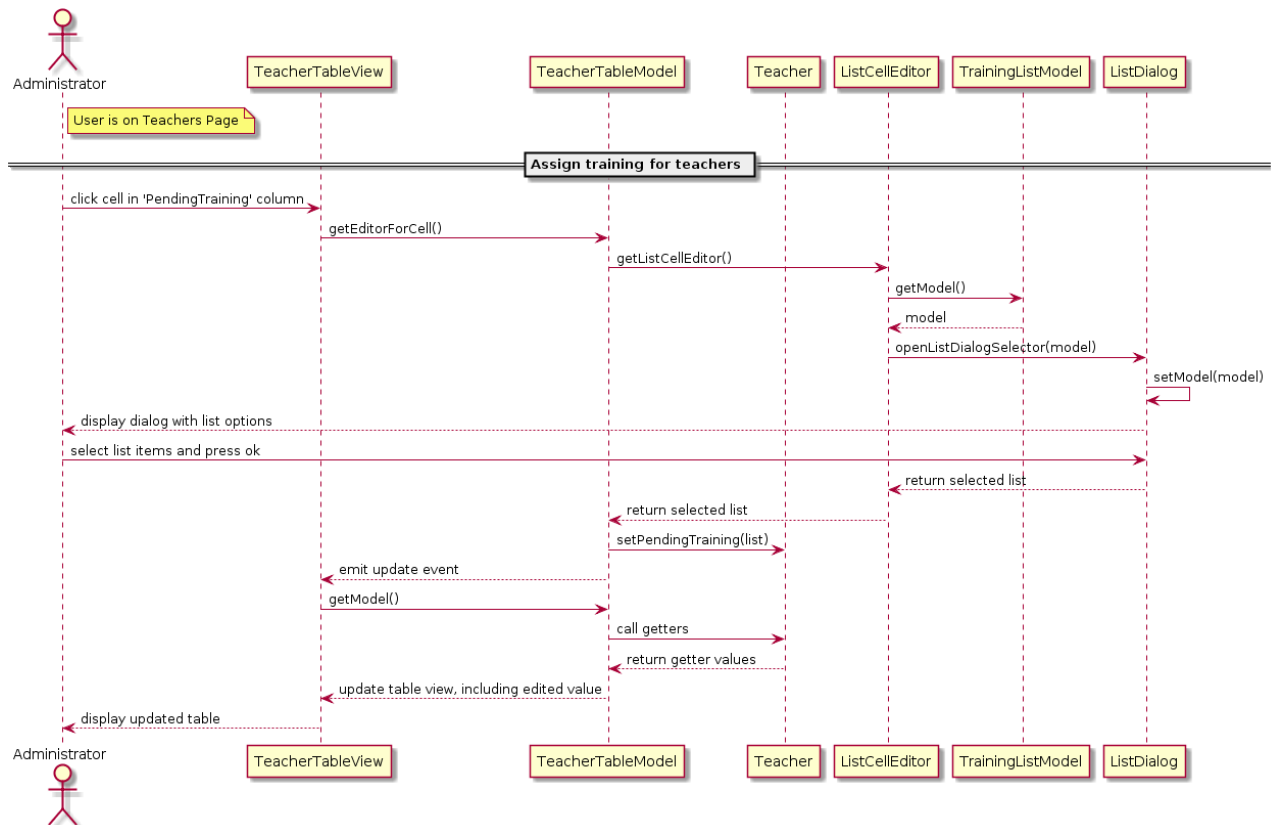 Administrator
TeacherTableView
TeacherTableModel
Teacher
ListCellEditor
TrainingListModel
ListDialog
User is on Teachers Page
Assign training for teachers
click cell in 'PendingTraining' column
getEditorForCell()
getListCellEditor()
getModel()
model
openListDialogSelector(model)
setModel(model)
display dialog with list options
select list items and press ok
return selected list
return selected list
setPendingTraining(list)
emit update event
getModel()
call getters
return getter values
update table view, including edited value
display updated table
Administrator
TeacherTableView
TeacherTableModel
Teacher
ListCellEditor
TrainingListModel
ListDialog